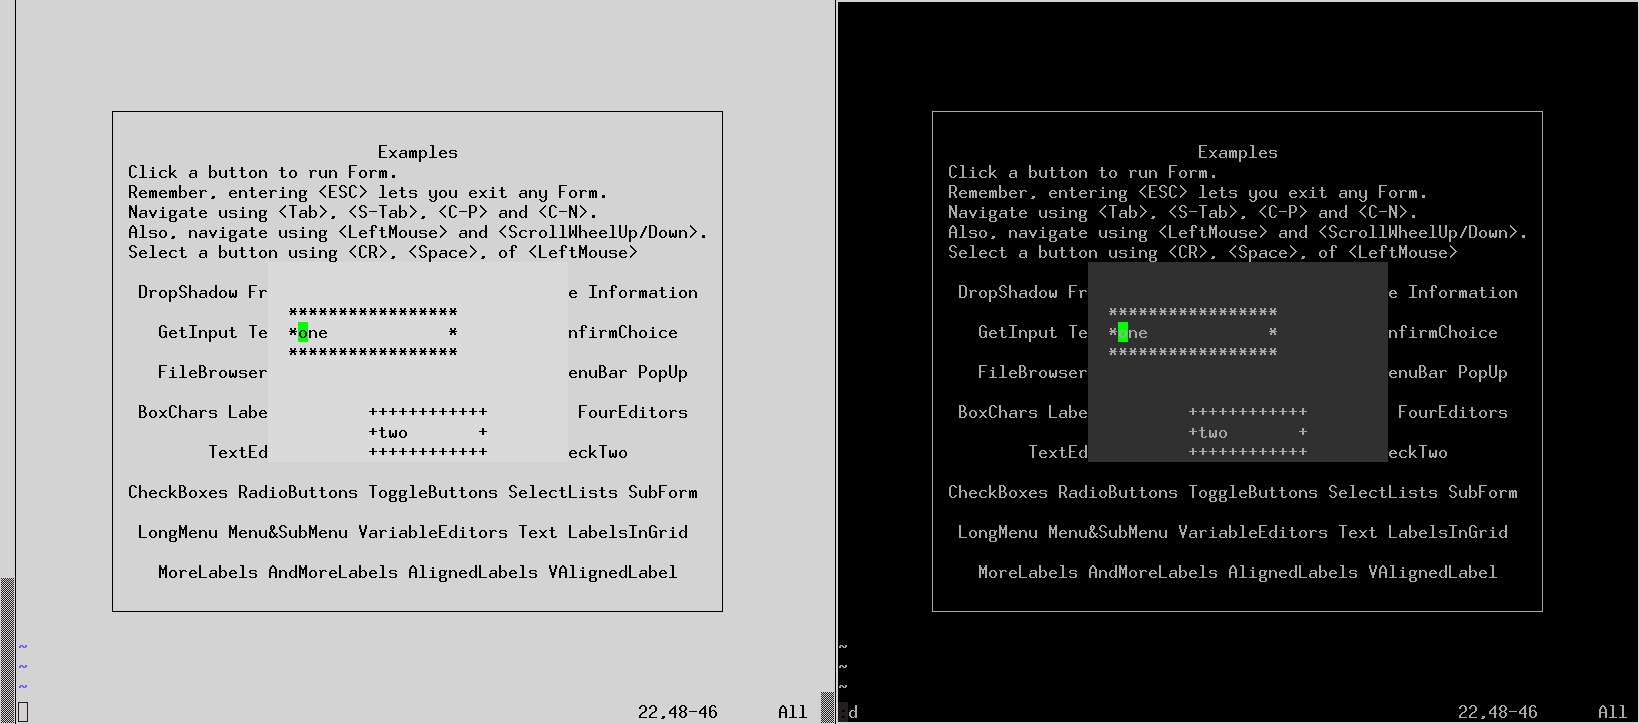 Examples
Click a button to run Form.
Remember, entering <ESC> lets you exit any Form.
Navigate using <Tab>, <S-Tab>, <C-P> and <C-N>.
Also, navigate using <LeftMouse> and <ScrollWheelUp/Down>.
Select a button using <CR>, <Space>, of <LeftMouse>
DropShadow Fr e Information
*****************
GetInput Te *one * nfirmChoice
*****************
FileBrowser enuBar PopUp
BoxChars Labe ++++++++++++ FourEditors
+two +
TextEd ++++++++++++ eckTwo
CheckBoxes RadioButtons ToggleButtons SelectLists SubForm
LongMenu Menu&SubMenu VariableEditors Text LabelsInGrid
MoreLabels AndMoreLabels AlignedLabels VAlignedLabel
~
~
~
22,48-46 All
Examples
Click a button to run Form.
Remember, entering <ESC> lets you exit any Form.
Navigate using <Tab>, <S-Tab>, <C-P> and <C-N>.
Also, navigate using <LeftMouse> and <ScrollWheelUp/Down>.
Select a button using <CR>, <Space>, of <LeftMouse>
DropShadow Fr e Information
*****************
GetInput Te *one * nfirmChoice
*****************
FileBrowser enuBar PopUp
BoxChars Labe ++++++++++++ FourEditors
+two +
TextEd ++++++++++++ eckTwo
CheckBoxes RadioButtons ToggleButtons SelectLists SubForm
LongMenu Menu&SubMenu VariableEditors Text LabelsInGrid
MoreLabels AndMoreLabels AlignedLabels VAlignedLabel
~
~
~
:d 22,48-46 All